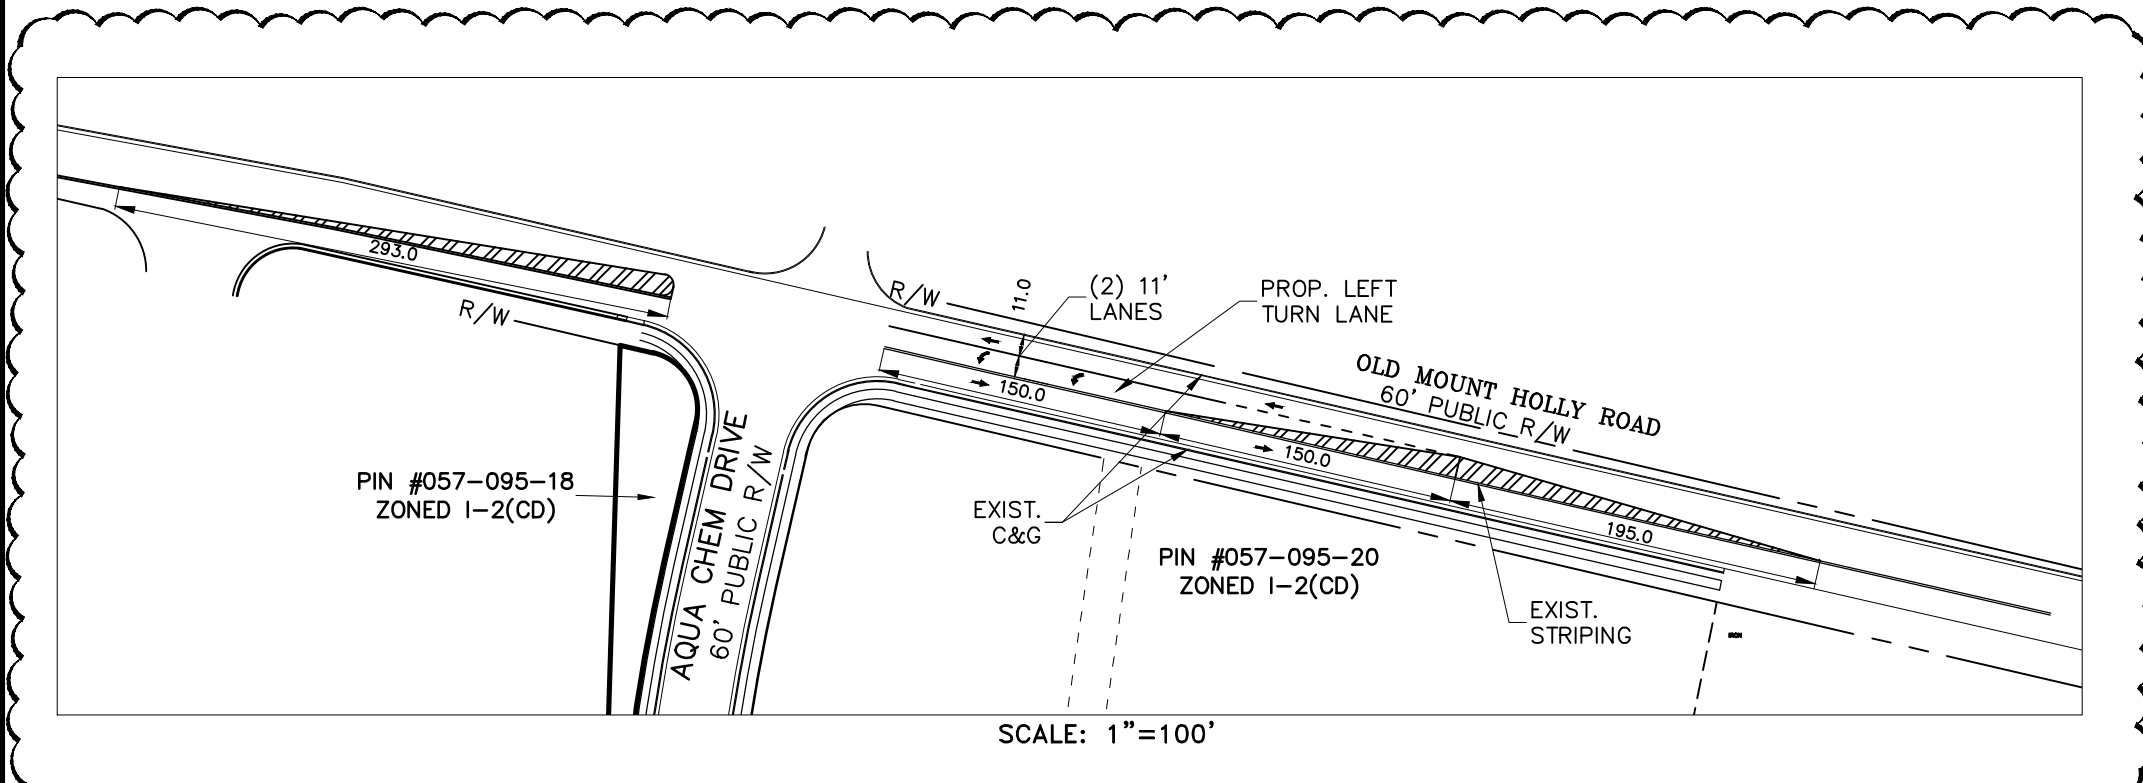 293.0
R/W
R/W
11.0
(2) 11'
LANES
PROP. LEFT
TURN LANE
OLD MOUNT HOLLY ROAD
60' PUBLIC R/W
150.0
150.0
195.0
PIN #057-095-18
ZONED I-2(CD)
AQUA CHEM DRIVE
60' PUBLIC R/W
EXIST.
C&G
PIN #057-095-20
ZONED I-2(CD)
EXIST.
STRIPING
SCALE: 1"=100'